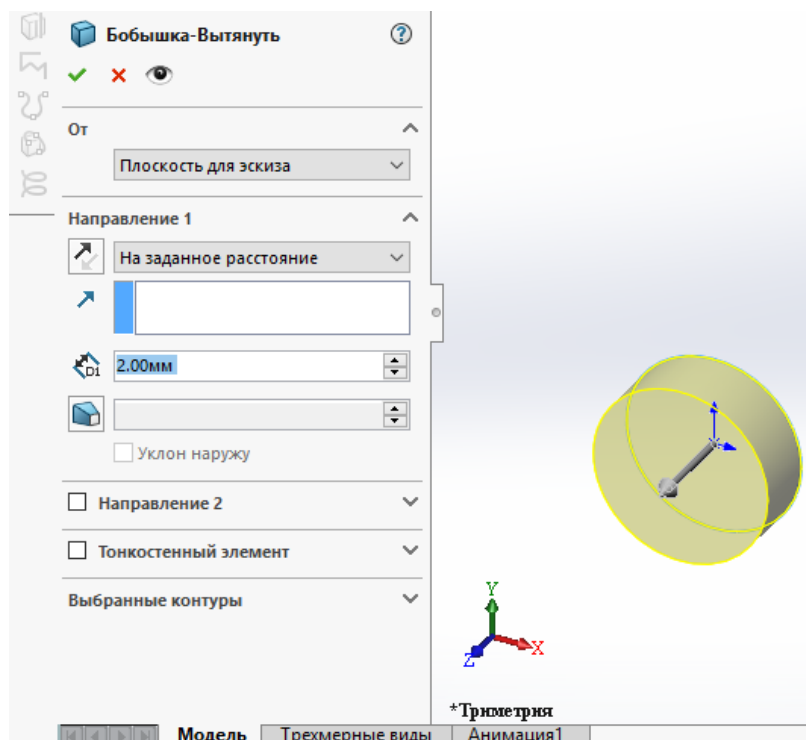 Бобышка-Вытянуть
От
Плоскость для эскиза
Направление 1
На заданное расстояние
D1
2.00мм
Уклон наружу
Направление 2
Тонкостенный элемент
Выбранные контуры
Y
X
Z
*Триметрия
Модель
Трехмерные виды
Анимация1